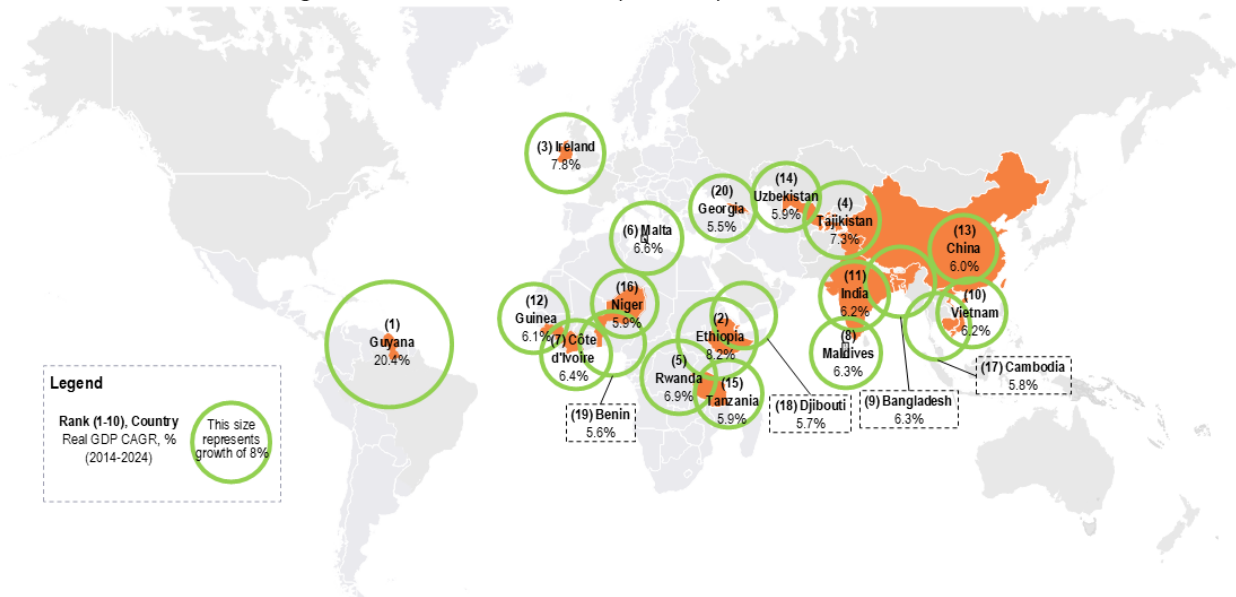 (3) Ireland
7.8%
(14)
Uzbekistan
5.9%
(20)
Georgia
5.5%
(4)
Tajikistan
7.3%
(6) Malta
6.6%
(13)
China
6.0%
(11)
India
6.2%
(16)
Niger
5.9%
(12)
Guinea
6.1%
(10)
Vietnam
6.2%
(1)
Guyana
20.4%
(2)
Ethiopia
8.2%
(7) Côte
d'Ivoire
6.4%
(8)
Maldives
6.3%
(5)
Rwanda
6.9%
(15)
Tanzania
5.9%
(17) Cambodia
5.8%
(9) Bangladesh
6.3%
(18) Djibouti
5.7%
(19) Benin
5.6%
Legend
Rank (1-10), Country
Real GDP CAGR, %
(2014-2024)
This size
represents
growth of 8%